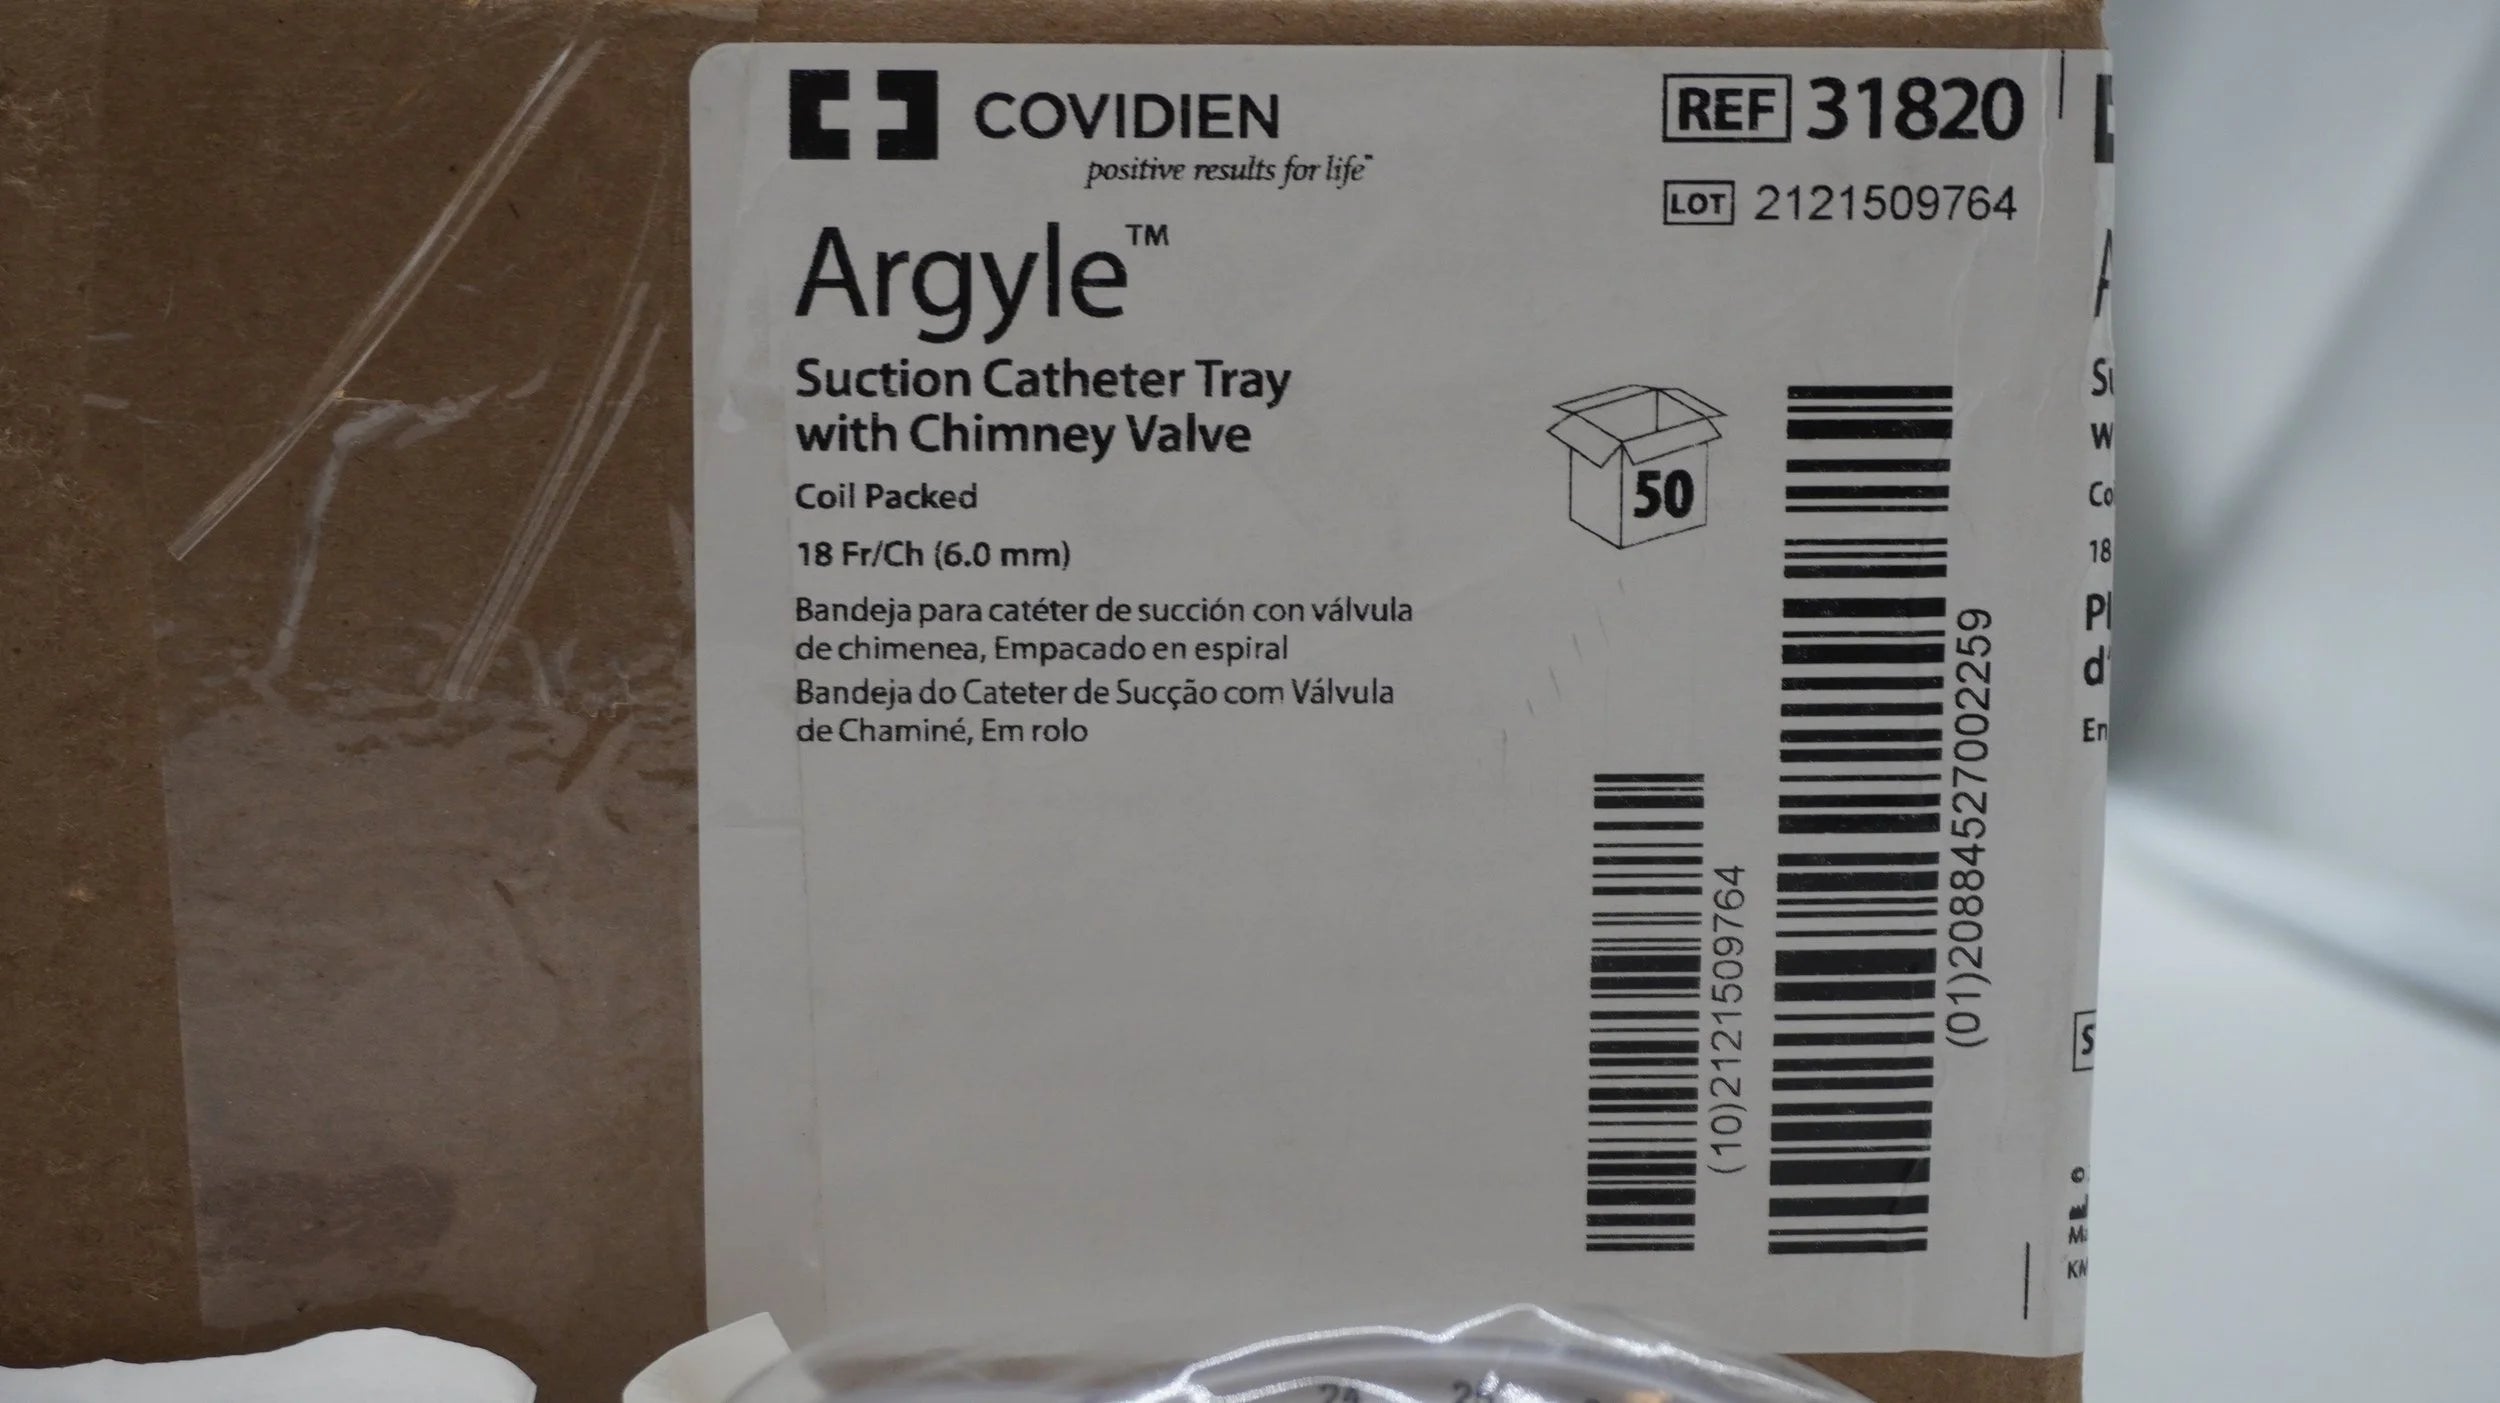 COVIDIEN
positive results for life™
REF 31820
LOT 2121509764
Argyle™
Suction Catheter Tray
with Chimney Valve
Coil Packed
18 Fr/Ch (6.0 mm)
Bandeja para catéter de succión con válvula
de chimenea, Empacado en espiral
Bandeja do Cateter de Sucção com Válvula
de Chaminé, Em rolo
50
(10)2121509764
(01)20884527002259
18